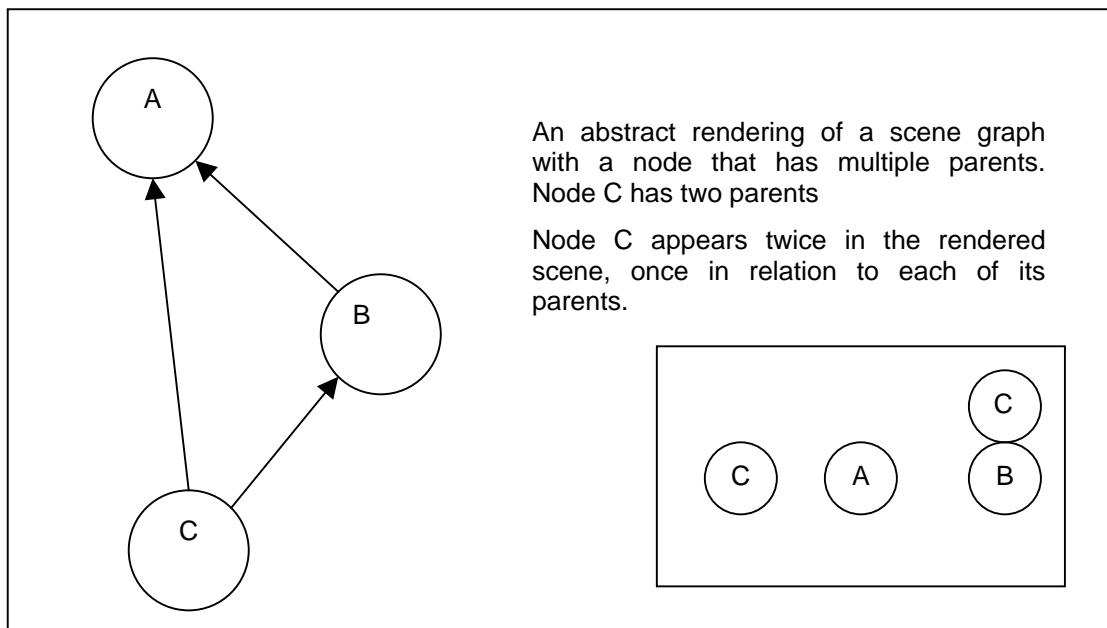 A
An abstract rendering of a scene graph
with a node that has multiple parents.
Node C has two parents
Node C appears twice in the rendered
scene, once in relation to each of its
parents.
B
C
C
A
B
C